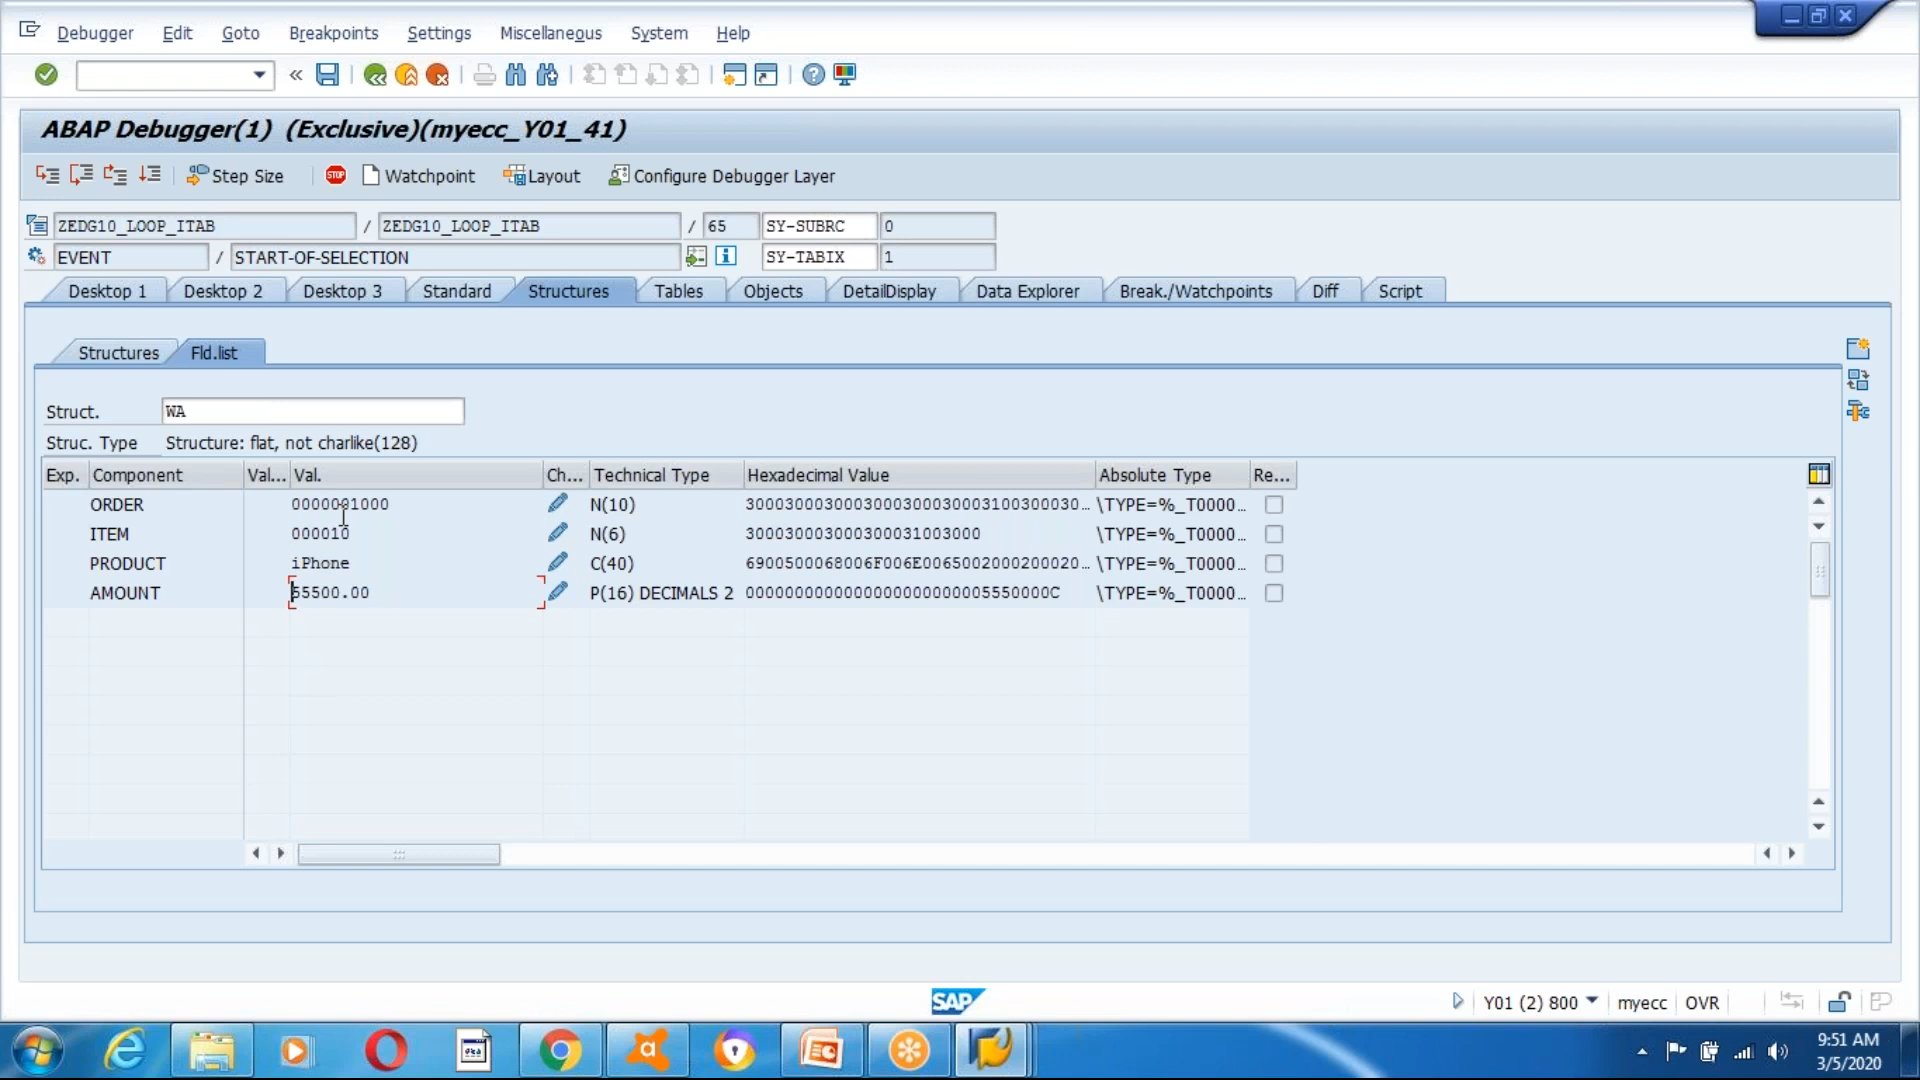 Debugger Edit Goto Breakpoints Settings Miscellaneous System Help
ABAP Debugger(1) (Exclusive)(myecc_Y01_41)
Step Size STOP Watchpoint Layout Configure Debugger Layer
ZEDG10_LOOP_ITAB / ZEDG10_LOOP_ITAB / 65 SY-SUBRC 0
EVENT / START-OF-SELECTION SY-TABIX 1
Desktop 1 Desktop 2 Desktop 3 Standard Structures Tables Objects DetailDisplay Data Explorer Break./Watchpoints Diff Script
Structures Fld.list
Struct. WA
Struc. Type Structure: flat, not charlike(128)
Exp. Component Val... Val. Ch... Technical Type Hexadecimal Value Absolute Type Re...
ORDER 0000001000 N(10) 3000300030003000300030003100300030... \TYPE=%_T0000...
ITEM 000010 N(6) 300030003000300031003000 \TYPE=%_T0000...
PRODUCT iPhone C(40) 6900500068006F006E0065002000200020... \TYPE=%_T0000...
AMOUNT 55500.00 P(16) DECIMALS 2 0000000000000000000000005550000C \TYPE=%_T0000...
SAP Y01 (2) 800 myecc OVR
9:51 AM
3/5/2020